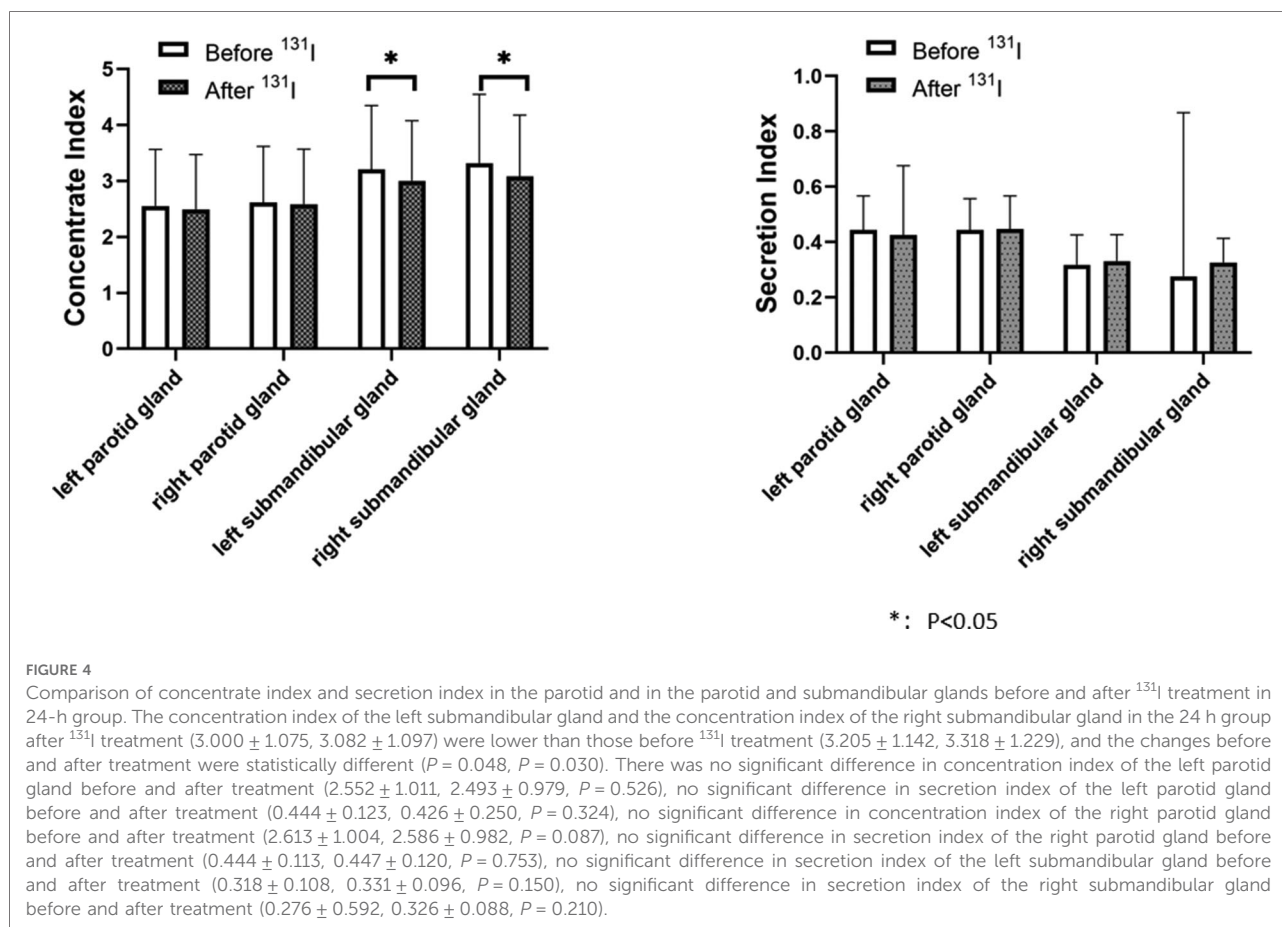 Before ¹³¹I
After ¹³¹I
*
*
Concentrate Index
5
4
3
2
1
0
left parotid gland
right parotid gland
left submandibular gland
right submandibular gland
Before ¹³¹I
After ¹³¹I
Secretion Index
1.0
0.8
0.6
0.4
0.2
0.0
left parotid gland
right parotid gland
left submandibular gland
right submandibular gland
*: P<0.05
FIGURE 4
Comparison of concentrate index and secretion index in the parotid and in the parotid and submandibular glands before and after ¹³¹I treatment in
24-h group. The concentration index of the left submandibular gland and the concentration index of the right submandibular gland in the 24 h group
after ¹³¹I treatment (3.000 ± 1.075, 3.082 ± 1.097) were lower than those before ¹³¹I treatment (3.205 ± 1.142, 3.318 ± 1.229), and the changes before
and after treatment were statistically different (P = 0.048, P = 0.030). There was no significant difference in concentration index of the left parotid
gland before and after treatment (2.552 ± 1.011, 2.493 ± 0.979, P = 0.526), no significant difference in secretion index of the left parotid gland
before and after treatment (0.444 ± 0.123, 0.426 ± 0.250, P = 0.324), no significant difference in concentration index of the right parotid gland
before and after treatment (2.613 ± 1.004, 2.586 ± 0.982, P = 0.087), no significant difference in secretion index of the right parotid gland before
and after treatment (0.444 ± 0.113, 0.447 ± 0.120, P = 0.753), no significant difference in secretion index of the left submandibular gland before
and after treatment (0.318 ± 0.108, 0.331 ± 0.096, P = 0.150), no significant difference in secretion index of the right submandibular gland
before and after treatment (0.276 ± 0.592, 0.326 ± 0.088, P = 0.210).